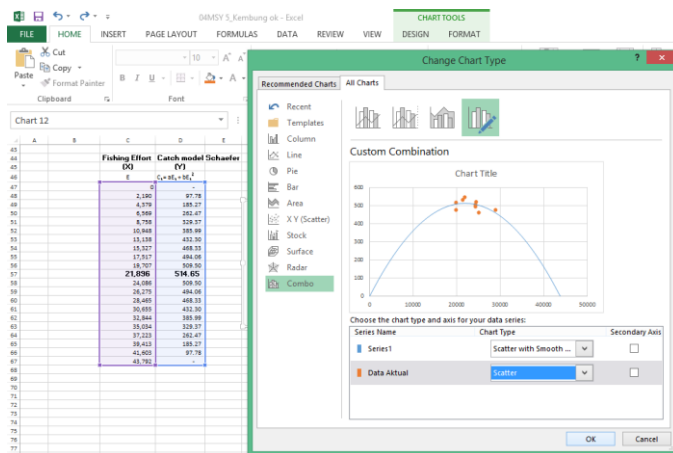 04MSY 5_Kembung ok - Excel
CHART TOOLS
FILE HOME INSERT PAGE LAYOUT FORMULAS DATA REVIEW VIEW DESIGN FORMAT
Cut
Copy
Format Painter
Paste
Clipboard
10
B I U
Font
Chart 12
A B C D E
43
44 Fishing Effort Catch model Schaefer
45 (X) (Y)
46 E
47 0 -
48 2,190 97.78
49 4,379 185.27
50 6,569 262.47
51 8,758 329.37
52 10,948 385.99
53 13,138 432.30
54 15,327 468.33
55 17,517 494.06
56 19,707 509.50
57 21,896 514.65
58 24,086 509.50
59 26,275 494.06
60 28,465 468.33
61 30,655 432.30
62 32,844 385.99
63 35,034 329.37
64 37,223 262.47
65 39,413 185.27
66 41,603 97.78
67 43,792 -
68
69
70
71
72
73
74
75
76
77
Change Chart Type
? ×
Recommended Charts All Charts
Recent
Templates
Column
Line
Pie
Bar
Area
X Y (Scatter)
Stock
Surface
Radar
Combo
Custom Combination
Chart Title
600
500
400
300
200
100
0
0 10000 20000 30000 40000 50000
Choose the chart type and axis for your data series:
Series Name Chart Type Secondary Axis
Series1 Scatter with Smooth ...
Data Aktual Scatter
OK Cancel